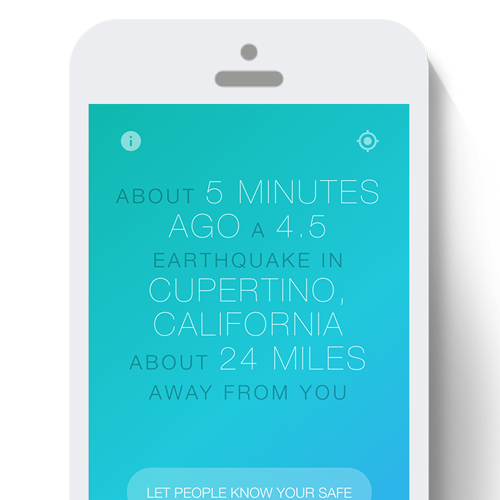 ABOUT 5 MINUTES
AGO A 4.5
EARTHQUAKE IN
CUPERTINO,
CALIFORNIA
ABOUT 24 MILES
AWAY FROM YOU
LET PEOPLE KNOW YOUR SAFE